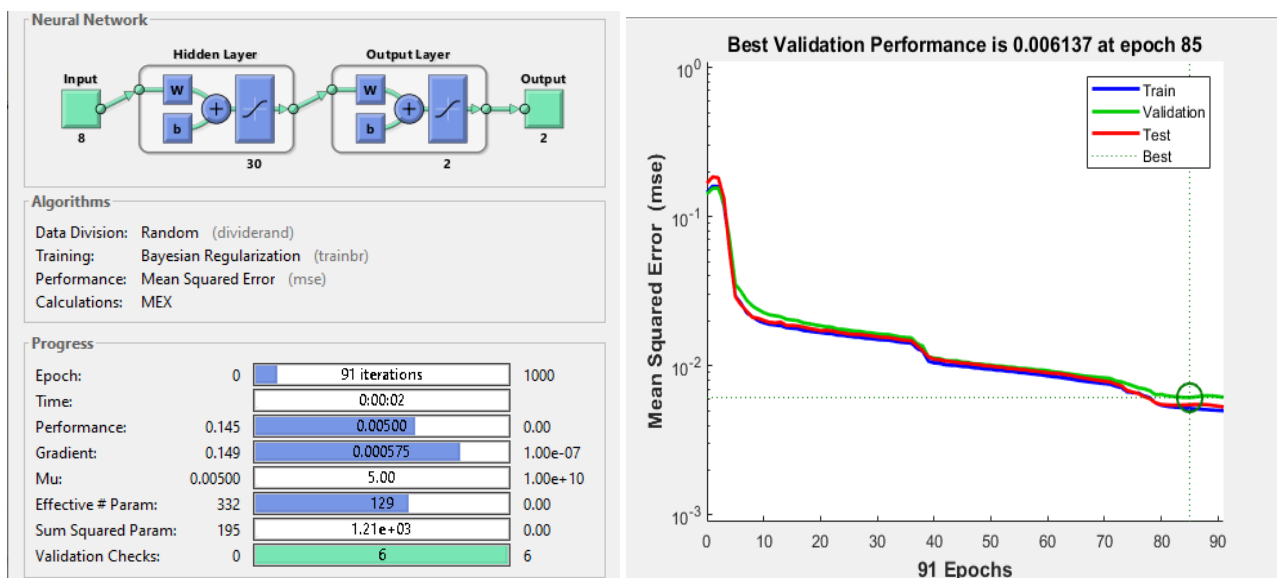 Neural Network
Hidden Layer
Output Layer
Input
Output
W
b
+
W
b
+
8
30
2
2
Algorithms
Data Division: Random (dividerand)
Training: Bayesian Regularization (trainbr)
Performance: Mean Squared Error (mse)
Calculations: MEX
Progress
Epoch: 0 91 iterations 1000
Time: 0:00:02
Performance: 0.145 0.00500 0.00
Gradient: 0.149 0.000575 1.00e-07
Mu: 0.00500 5.00 1.00e+10
Effective # Param: 332 129 0.00
Sum Squared Param: 195 1.21e+03 0.00
Validation Checks: 0 6 6
Best Validation Performance is 0.006137 at epoch 85
Mean Squared Error (mse)
10^0
10^-1
10^-2
10^-3
Train
Validation
Test
Best
0 10 20 30 40 50 60 70 80 90
91 Epochs